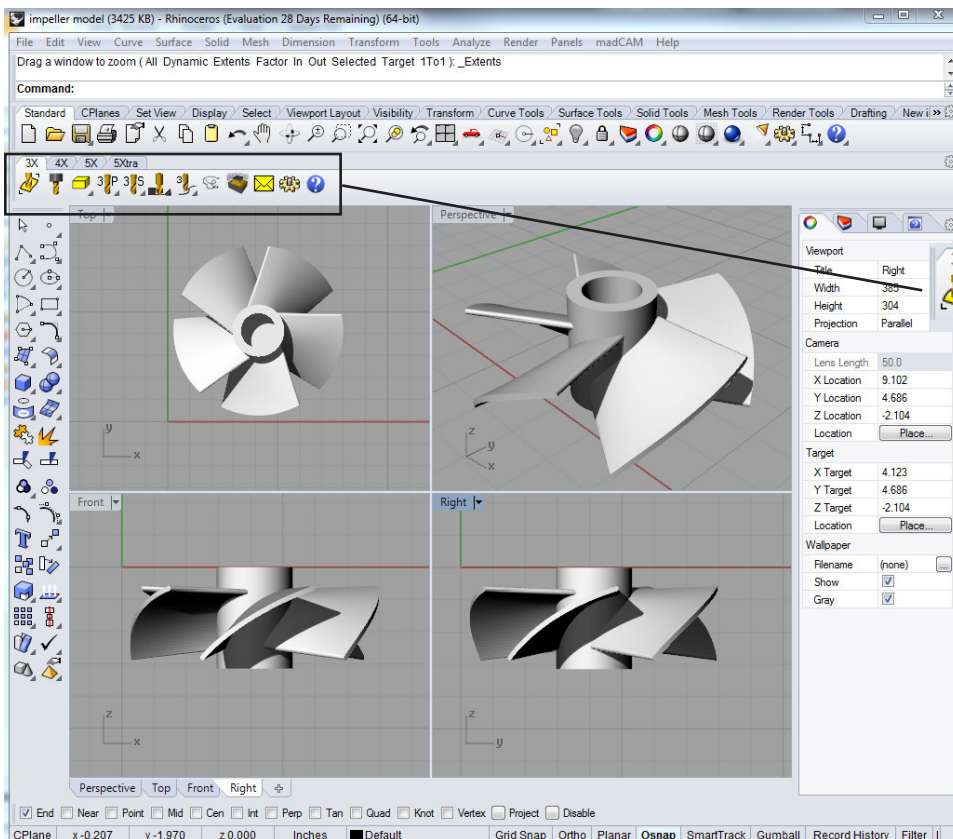 impeller model (3425 KB) - Rhinoceros (Evaluation 28 Days Remaining) (64-bit)
File Edit View Curve Surface Solid Mesh Dimension Transform Tools Analyze Render Panels madCAM Help
Drag a window to zoom ( All Dynamic Extents Factor In Out Selected Target 1To1 ): _Extents
Command:
Standard CPlanes Set View Display Select Viewport Layout Visibility Transform Curve Tools Surface Tools Solid Tools Mesh Tools Render Tools Drafting New i »
3X 4X 5X 5Xtra
3 P 3 S 3
Top
Perspective
Viewport
Title Right
Width 385
Height 304
Projection Parallel
Camera
Lens Length 50.0
X Location 9.102
Y Location 4.686
Z Location -2.104
Location Place...
Target
X Target 4.123
Y Target 4.686
Z Target -2.104
Location Place...
Wallpaper
Filename (none) ...
Show
Gray
y
x
z
y
x
Front
Right
z
x
z
y
Perspective Top Front Right
End Near Point Mid Cen Int Perp Tan Quad Knot Vertex Project Disable
CPlane x -0.207 y -1.970 z 0.000 Inches Default Grid Snap Ortho Planar Osnap SmartTrack Gumball Record History Filter